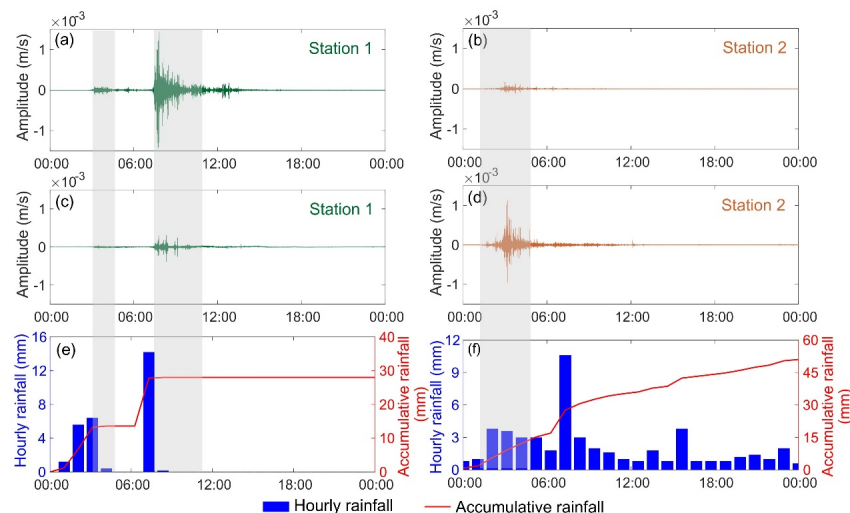 ×10⁻³
(a)
Station 1
Amplitude (m/s)
1
0
-1
00:00 06:00 12:00 18:00 00:00
×10⁻³
(b)
Station 2
Amplitude (m/s)
1
0
-1
00:00 06:00 12:00 18:00 00:00
×10⁻³
(c)
Station 1
Amplitude (m/s)
1
0
-1
00:00 06:00 12:00 18:00 00:00
×10⁻³
(d)
Station 2
Amplitude (m/s)
1
0
-1
00:00 06:00 12:00 18:00 00:00
(e)
Hourly rainfall (mm)
16
12
8
4
0
40
30
20
10
0
Accumulative rainfall
(mm)
00:00 06:00 12:00 18:00 00:00
(f)
Hourly rainfall (mm)
12
9
6
3
0
60
45
30
15
0
Accumulative rainfall
(mm)
00:00 06:00 12:00 18:00 00:00
Hourly rainfall Accumulative rainfall